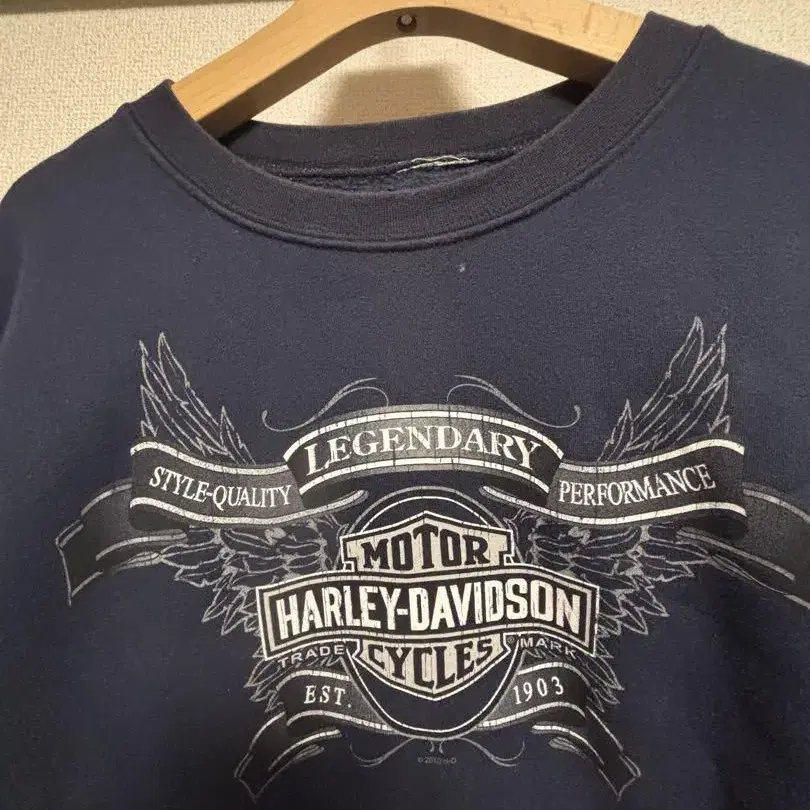 LEGENDARY
STYLE-QUALITY PERFORMANCE
MOTOR
HARLEY-DAVIDSON
TRADE CYCLES ® MARK
EST. 1903